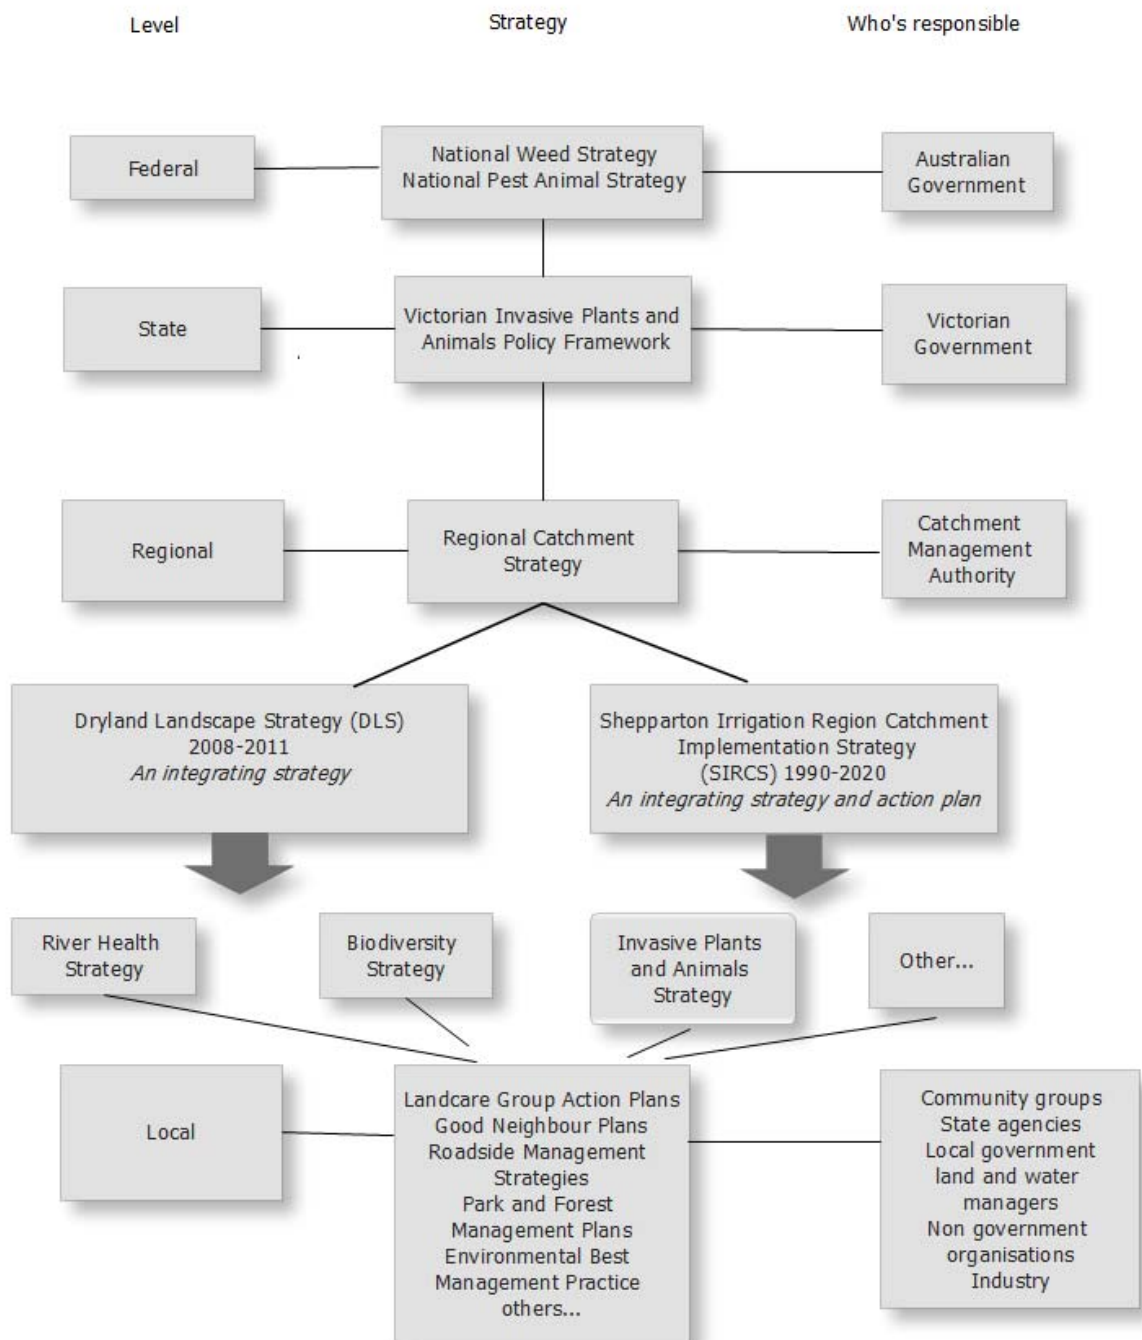 Level
Strategy
Who's responsible
Federal
National Weed Strategy
National Pest Animal Strategy
Australian
Government
State
Victorian Invasive Plants and
Animals Policy Framework
Victorian
Government
Regional
Regional Catchment
Strategy
Catchment
Management
Authority
Dryland Landscape Strategy (DLS)
2008-2011
An integrating strategy
Shepparton Irrigation Region Catchment
Implementation Strategy
(SIRCS) 1990-2020
An integrating strategy and action plan
River Health
Strategy
Biodiversity
Strategy
Invasive Plants
and Animals
Strategy
Other...
Local
Landcare Group Action Plans
Good Neighbour Plans
Roadside Management
Strategies
Park and Forest
Management Plans
Environmental Best
Management Practice
others...
Community groups
State agencies
Local government
land and water
managers
Non government
organisations
Industry